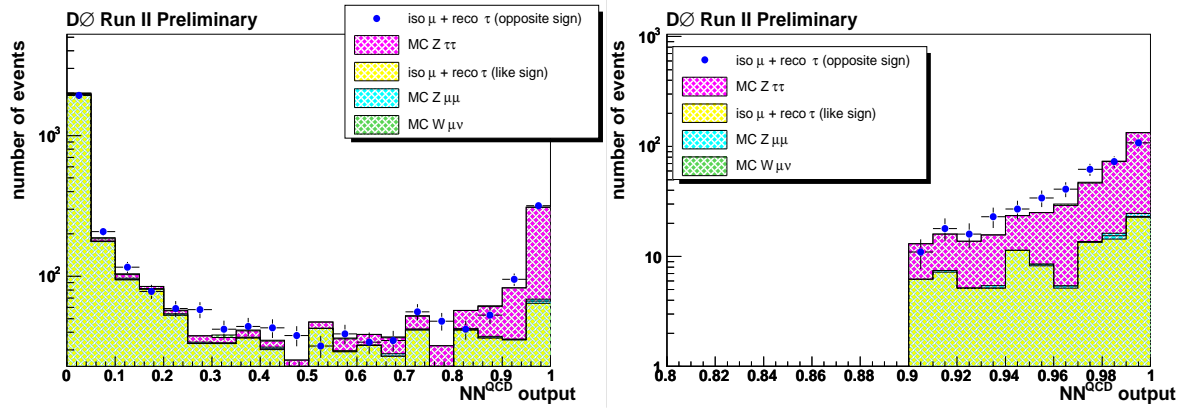 DØ Run II Preliminary
number of events
iso μ + reco τ (opposite sign)
MC Z ττ
iso μ + reco τ (like sign)
MC Z μμ
MC W μν
10³
10²
0 0.1 0.2 0.3 0.4 0.5 0.6 0.7 0.8 0.9 1
NN^QCD output
DØ Run II Preliminary
number of events
iso μ + reco τ (opposite sign)
MC Z ττ
iso μ + reco τ (like sign)
MC Z μμ
MC W μν
10³
10²
10
1
0.8 0.82 0.84 0.86 0.88 0.9 0.92 0.94 0.96 0.98 1
NN^QCD output